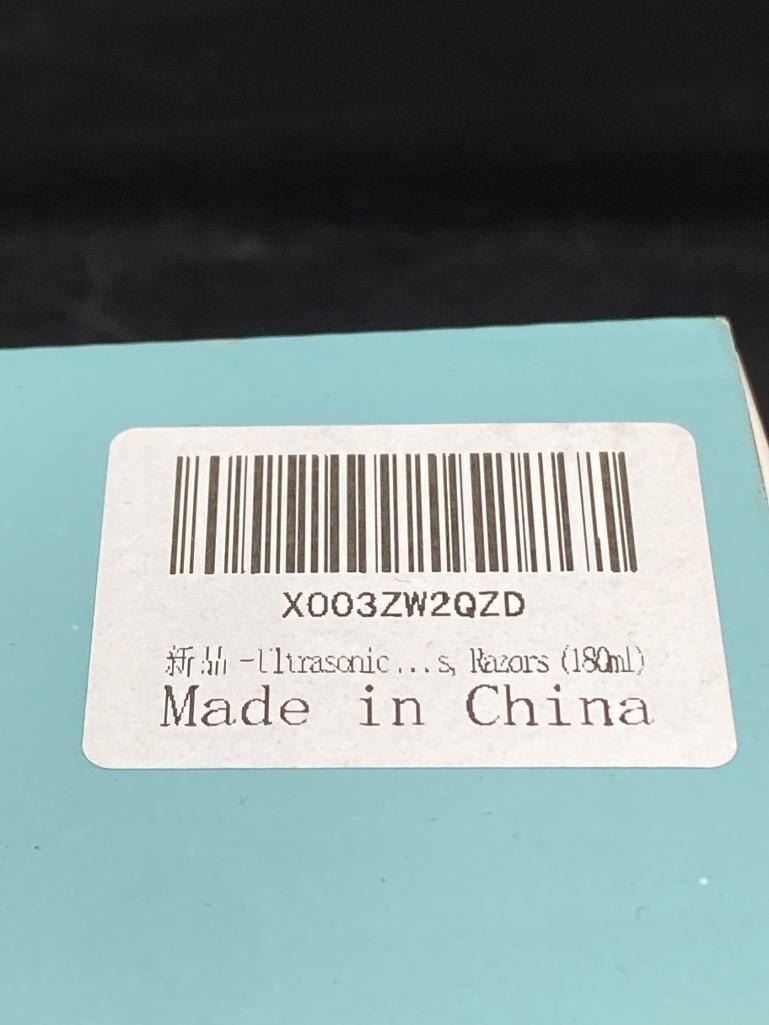 X003ZW2QZD
新品 -Ultrasonic...s, Razors (180ml)
Made in China